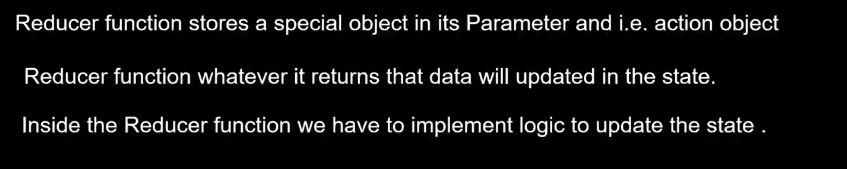 Reducer function stores a special object in its Parameter and i.e. action object
Reducer function whatever it returns that data will updated in the state.
Inside the Reducer function we have to implement logic to update the state .